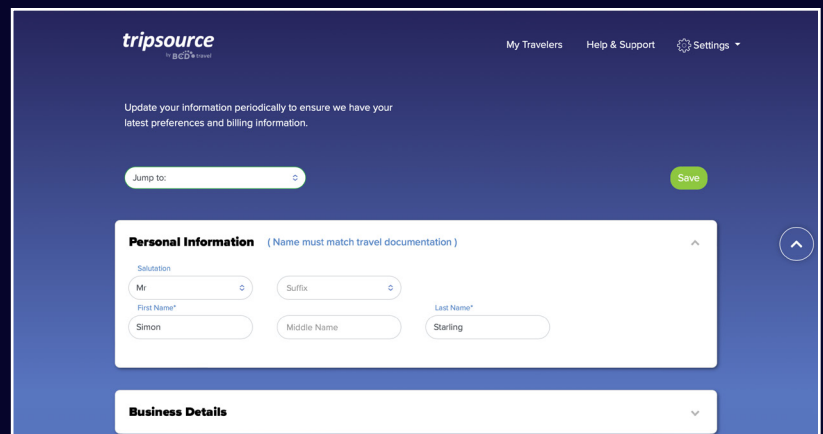 tripsource
by BCD travel
My Travelers Help & Support Settings
Update your information periodically to ensure we have your
latest preferences and billing information.
Jump to:
Save
Personal Information ( Name must match travel documentation )
Salutation
Mr Suffix
First Name* Last Name*
Simon Middle Name Starling
Business Details